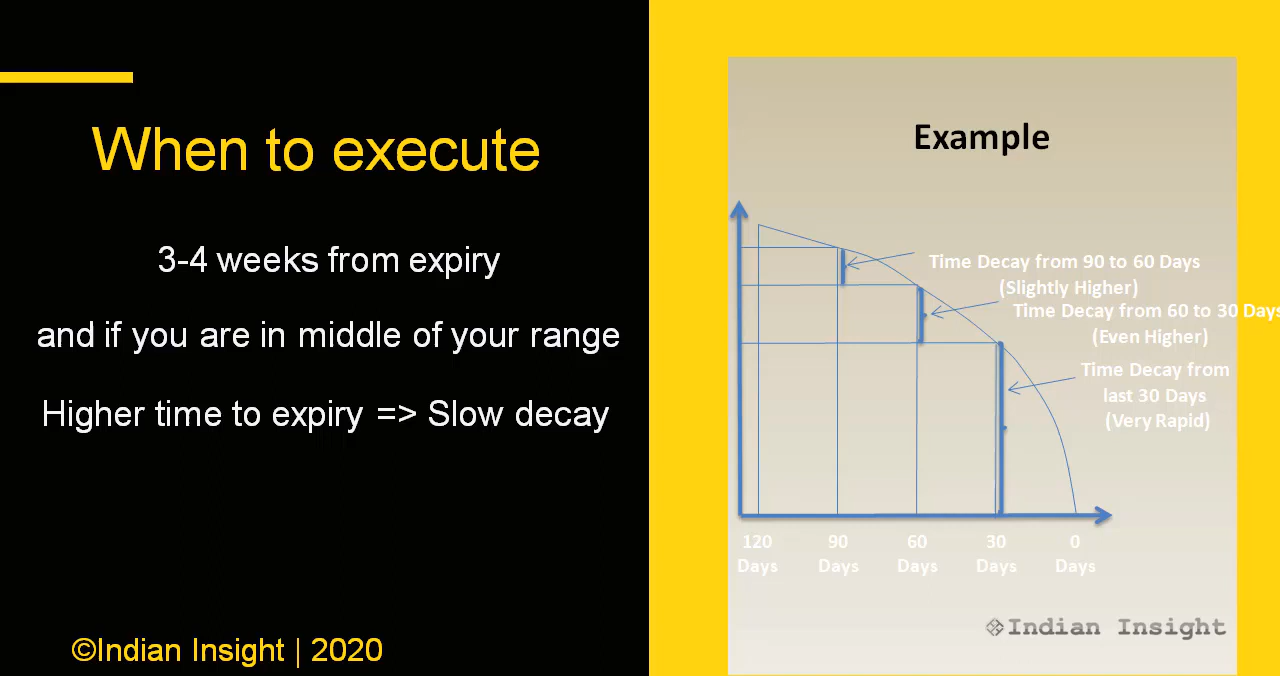 When to execute
3-4 weeks from expiry
and if you are in middle of your range
Higher time to expiry => Slow decay
©Indian Insight | 2020
Example
Time Decay from 90 to 60 Days
(Slightly Higher)
Time Decay from 60 to 30 Days
(Even Higher)
Time Decay from
last 30 Days
(Very Rapid)
120 90 60 30 0
Days Days Days Days Days
Indian Insight